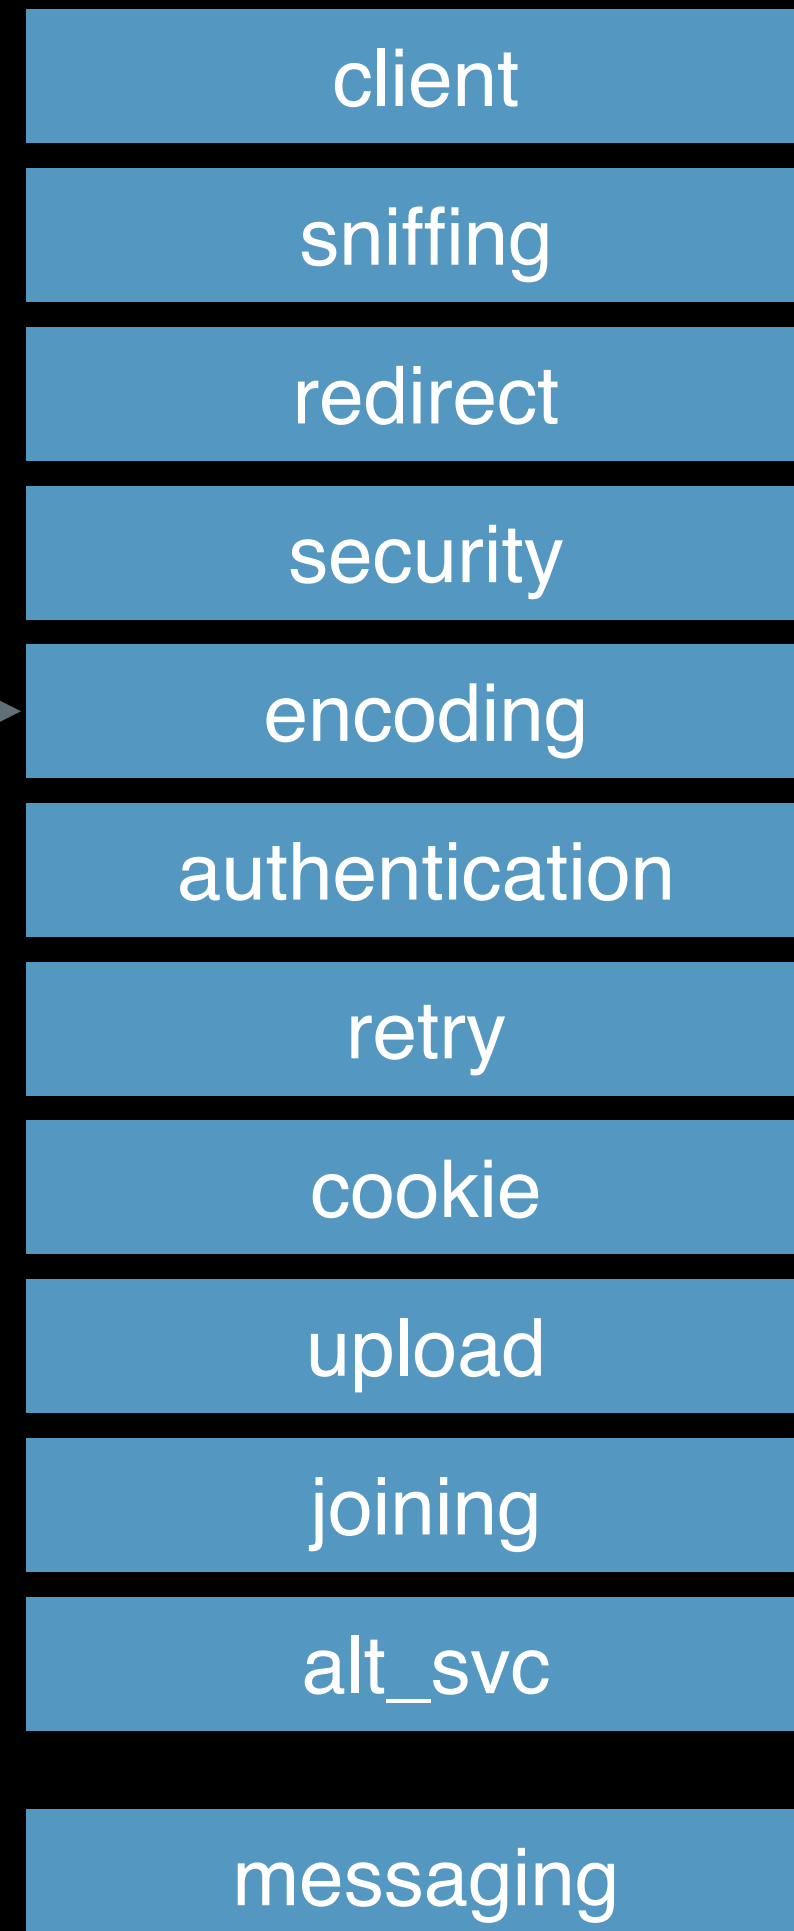 client
sniffing
redirect
security
encoding
authentication
retry
cookie
upload
joining
alt_svc
messaging